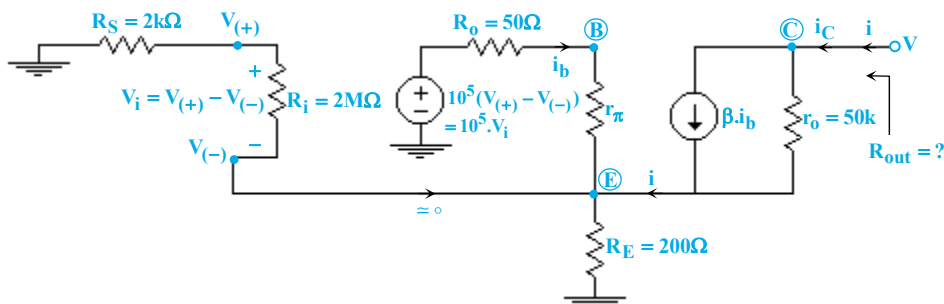 R_S = 2kΩ
V_(+)
+
V_i = V_(+) − V_(−)
R_i = 2MΩ
−
V_(−)
≃ ∘
R_o = 50Ω
i_b
B
+
−
10^5(V_(+) − V_(−))
= 10^5.V_i
r_π
E
i
R_E = 200Ω
β.i_b
C
i_C
i
V
r_o = 50k
R_out = ?